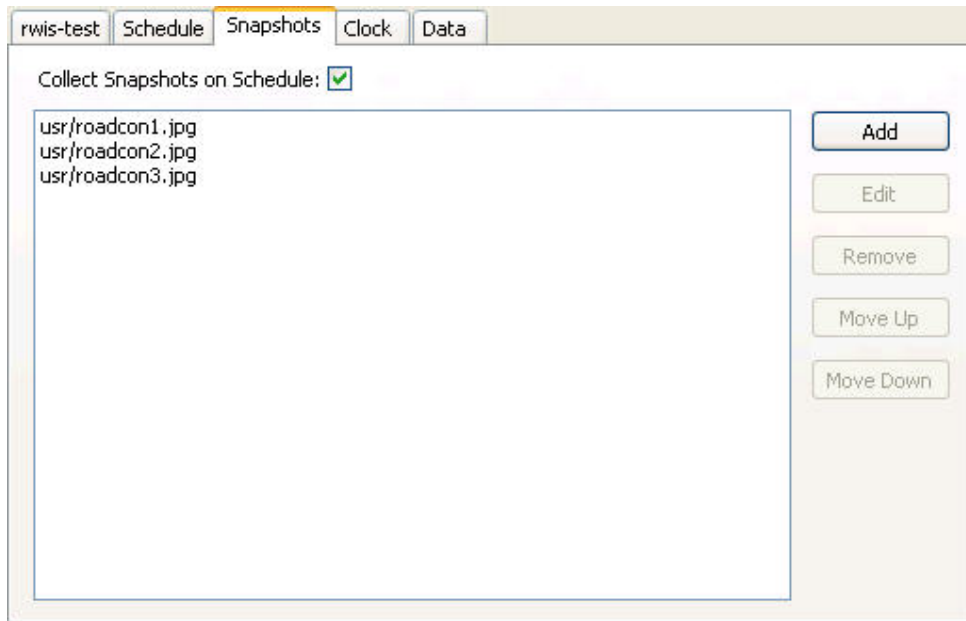 rwis-test Schedule Snapshots Clock Data
Collect Snapshots on Schedule:
usr/roadcon1.jpg
usr/roadcon2.jpg
usr/roadcon3.jpg
Add
Edit
Remove
Move Up
Move Down